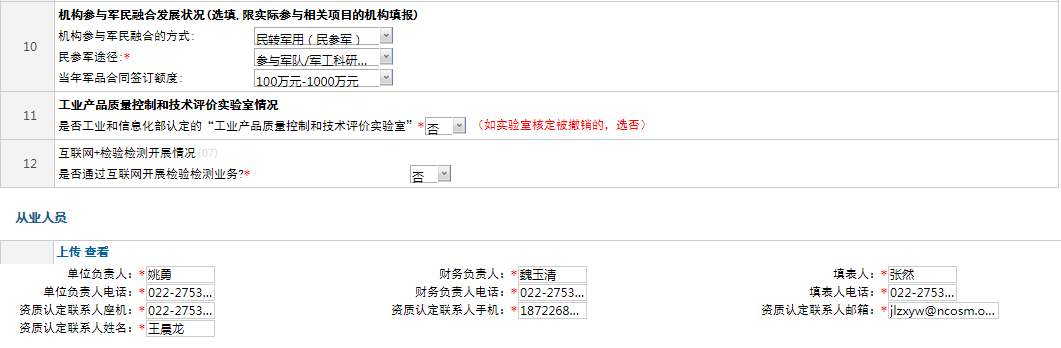 10
机构参与军民融合发展状况(选填,限实际参与相关项目的机构填报)
机构参与军民融合的方式: 民转军用（民参军）
民参军途径:* 参与军队/军工科研...
当年军品合同签订额度: 100万元-1000万元
11
工业产品质量控制和技术评价实验室情况
是否工业和信息化部认定的“工业产品质量控制和技术评价实验室”* 否 (如实验室核定被撤销的，选否)
12
互联网+检验检测开展情况(07)
是否通过互联网开展检验检测业务?* 否
从业人员
上传 查看
单位负责人: *姚勇 财务负责人: *魏玉清 填表人: *张然
单位负责人电话: *022-2753... 财务负责人电话: *022-2753... 填表人电话: *022-2753...
资质认定联系人座机: *022-2753... 资质认定联系人手机: *1872268... 资质认定联系人邮箱: *jlzxyw@ncosm.o...
资质认定联系人姓名: *王晨龙